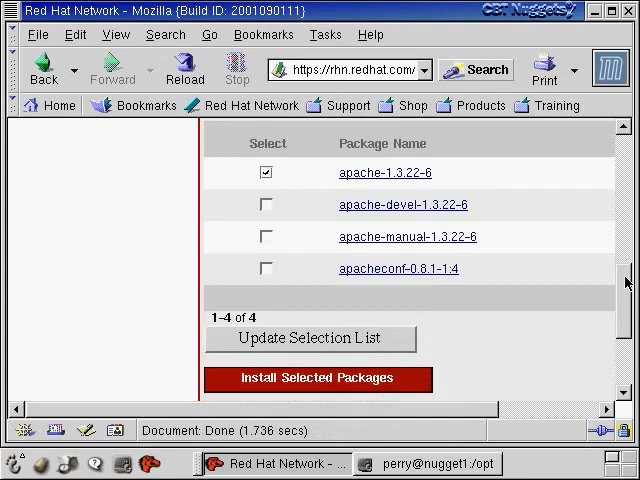 Red Hat Network - Mozilla {Build ID: 2001090111}
CBT Nuggets
File Edit View Search Go Bookmarks Tasks Help
Back Forward Reload Stop https://rhn.redhat.com/ Search Print
Home Bookmarks Red Hat Network Support Shop Products Training
Select Package Name
apache-1.3.22-6
apache-devel-1.3.22-6
apache-manual-1.3.22-6
apacheconf-0.8.1-1:4
1-4 of 4
Update Selection List
Install Selected Packages
Document: Done (1.736 secs)
Red Hat Network - ... perry@nugget1:/opt